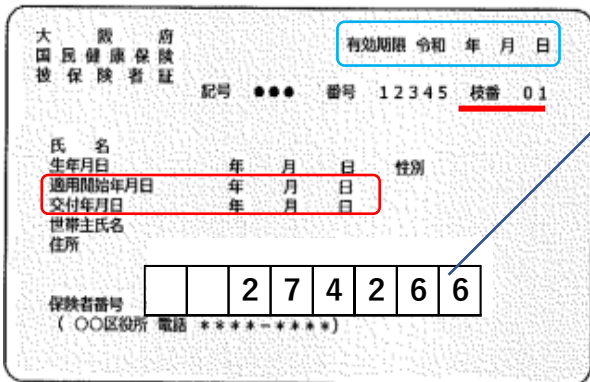 大阪府
国民健康保険
被保険者証
有効期限 令和 年 月 日
記号 ●●● 番号 12345 枝番 01
氏名
生年月日 年 月 日 性別
適用開始年月日 年 月 日
交付年月日 年 月 日
世帯主氏名
住所
274266
保険者番号
( ○○区役所 電話 ****-****)